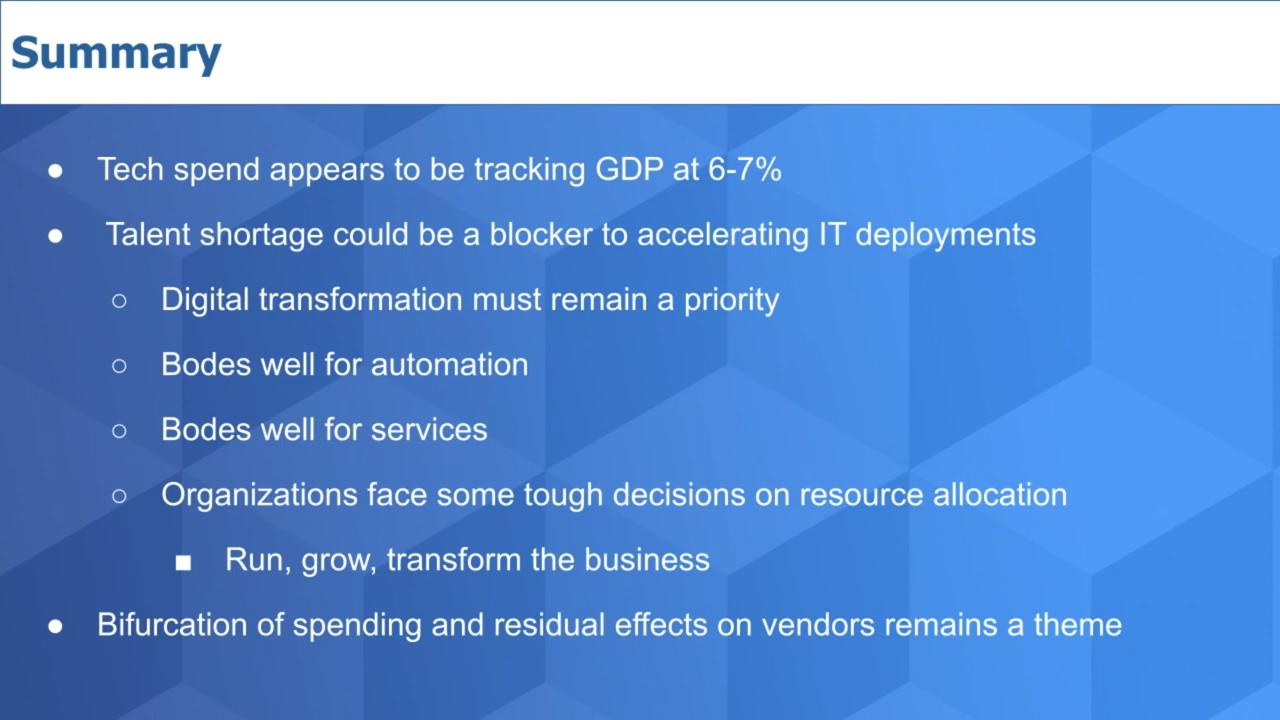 Summary
● Tech spend appears to be tracking GDP at 6-7%
● Talent shortage could be a blocker to accelerating IT deployments
○ Digital transformation must remain a priority
○ Bodes well for automation
○ Bodes well for services
○ Organizations face some tough decisions on resource allocation
■ Run, grow, transform the business
● Bifurcation of spending and residual effects on vendors remains a theme